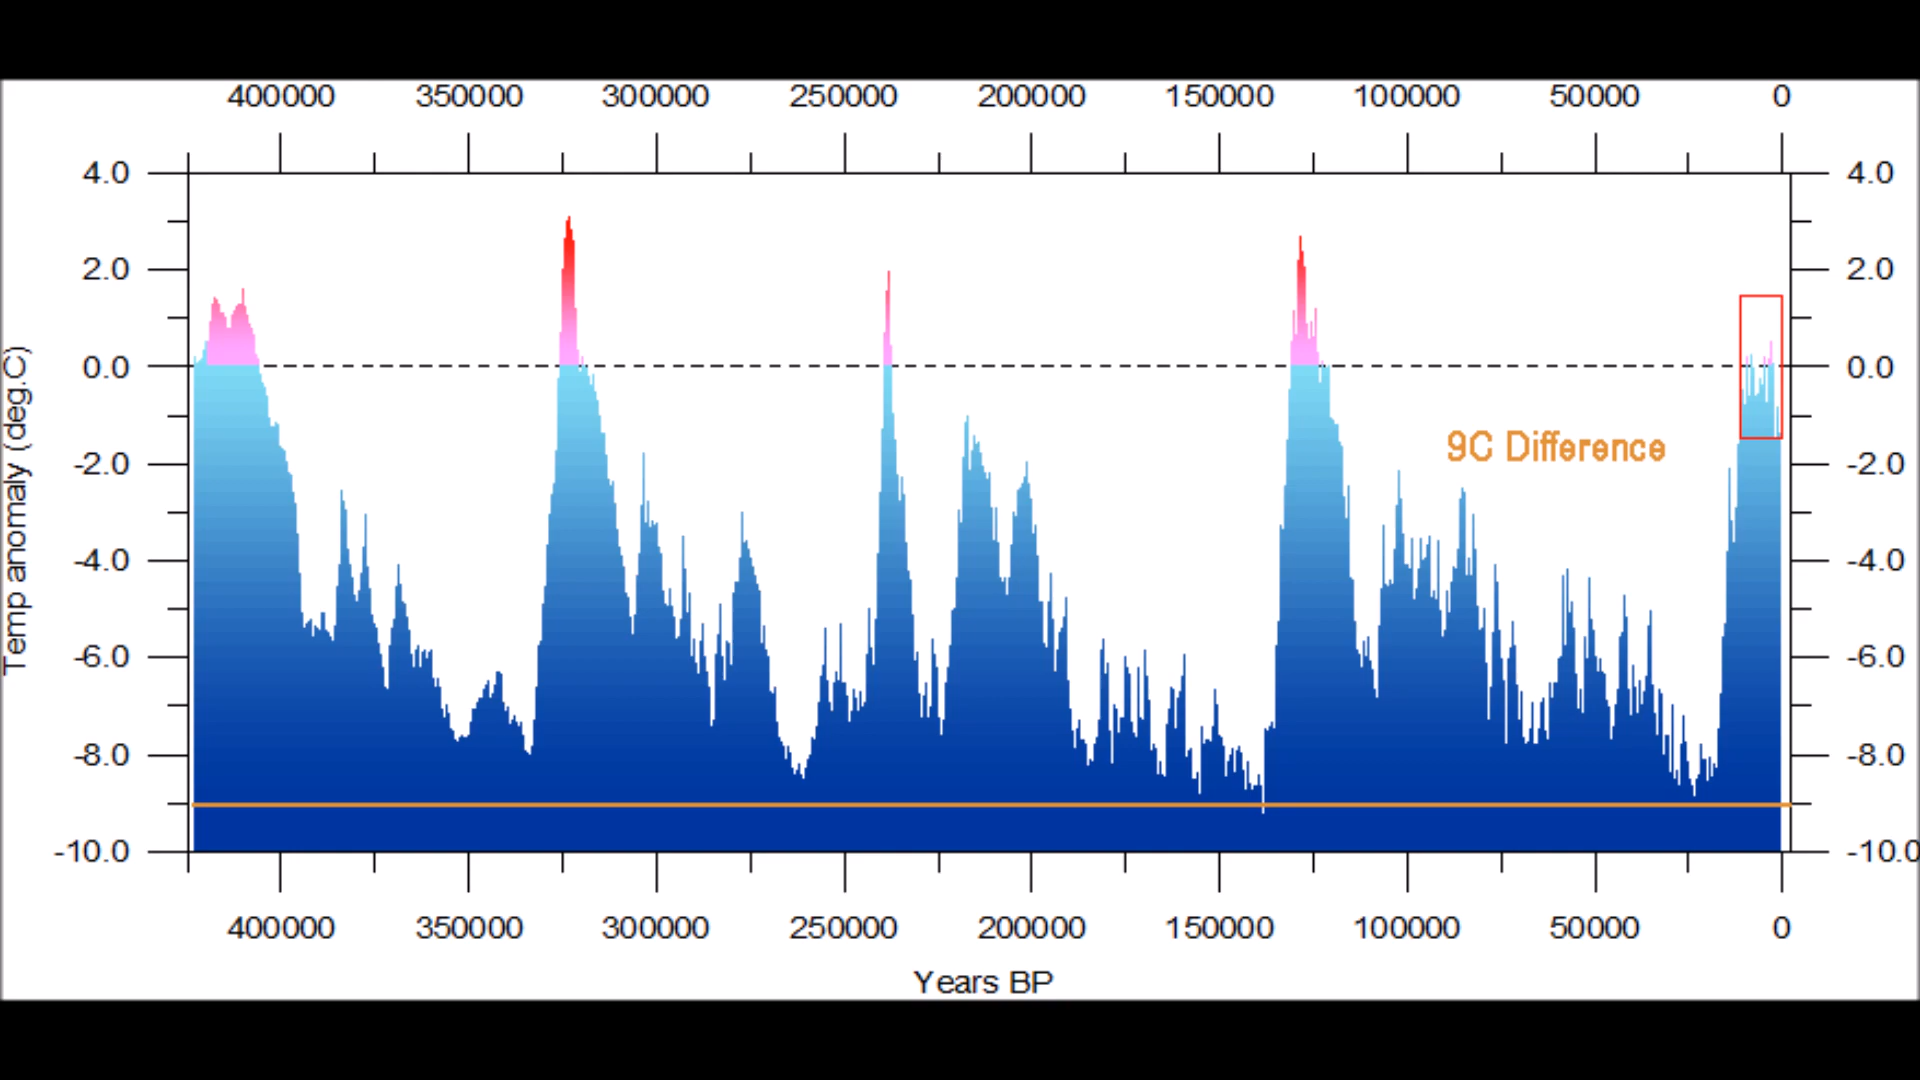 400000 350000 300000 250000 200000 150000 100000 50000 0
4.0 4.0
2.0 2.0
0.0 0.0
9C Difference
-2.0 -2.0
-4.0 -4.0
-6.0 -6.0
-8.0 -8.0
-10.0 -10.0
Temp anomaly (deg.C)
400000 350000 300000 250000 200000 150000 100000 50000 0
Years BP